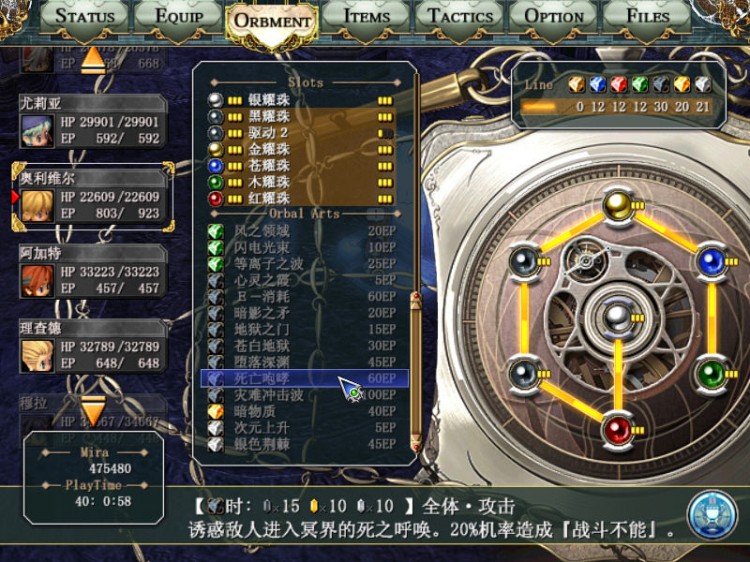 STATUS EQUIP ORBMENT ITEMS TACTICS OPTION FILES
EP 668
尤莉亚
HP 29901/29901
EP 592/ 592
奥利维尔
HP 22609/22609
EP 803/ 923
阿加特
HP 33223/33223
EP 457/ 457
理查德
HP 32789/32789
EP 648/ 648
穆拉
Mira
475480
PlayTime
40: 0:58
Slots
银耀珠
黑耀珠
驱动 2
金耀珠
苍耀珠
木耀珠
红耀珠
Orbal Arts
风之领域 20EP
闪电光束 10EP
等离子之波 25EP
心灵之霞 5EP
E－消耗 60EP
暗影之矛 20EP
地狱之门 15EP
苍白地狱 30EP
堕落深渊 45EP
死亡咆哮 60EP
灾难冲击波 100EP
暗物质 40EP
次元上升 5EP
银色荆棘 45EP
Line
0 12 12 12 30 20 21
【时： ×15 ×10 ×10 】全体・攻击
诱惑敌人进入冥界的死之呼唤。20%机率造成『战斗不能』。